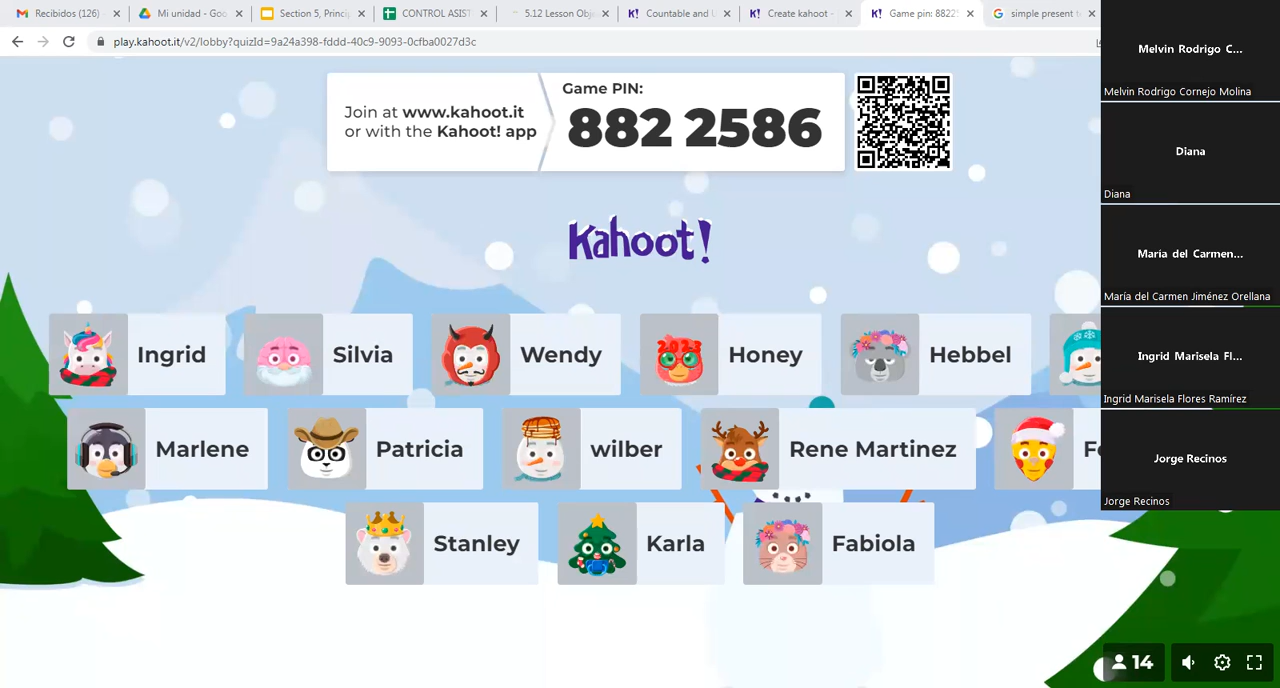 Recibidos (126)
Mi unidad - Goo
Section 5, Princip
CONTROL ASIST
5.12 Lesson Obje
Countable and U
Create kahoot -
Game pin: 88225
simple present t
play.kahoot.it/v2/lobby?quizId=9a24a398-fddd-40c9-9093-0cfba0027d3c
Join at www.kahoot.it
or with the Kahoot! app
Game PIN:
882 2586
Kahoot!
Ingrid
Silvia
Wendy
Honey
Hebbel
Marlene
Patricia
wilber
Rene Martinez
Stanley
Karla
Fabiola
Melvin Rodrigo C...
Melvin Rodrigo Cornejo Molina
Diana
Diana
María del Carmen...
María del Carmen Jiménez Orellana
Ingrid Marisela Fl...
Ingrid Marisela Flores Ramírez
Jorge Recinos
Jorge Recinos
14